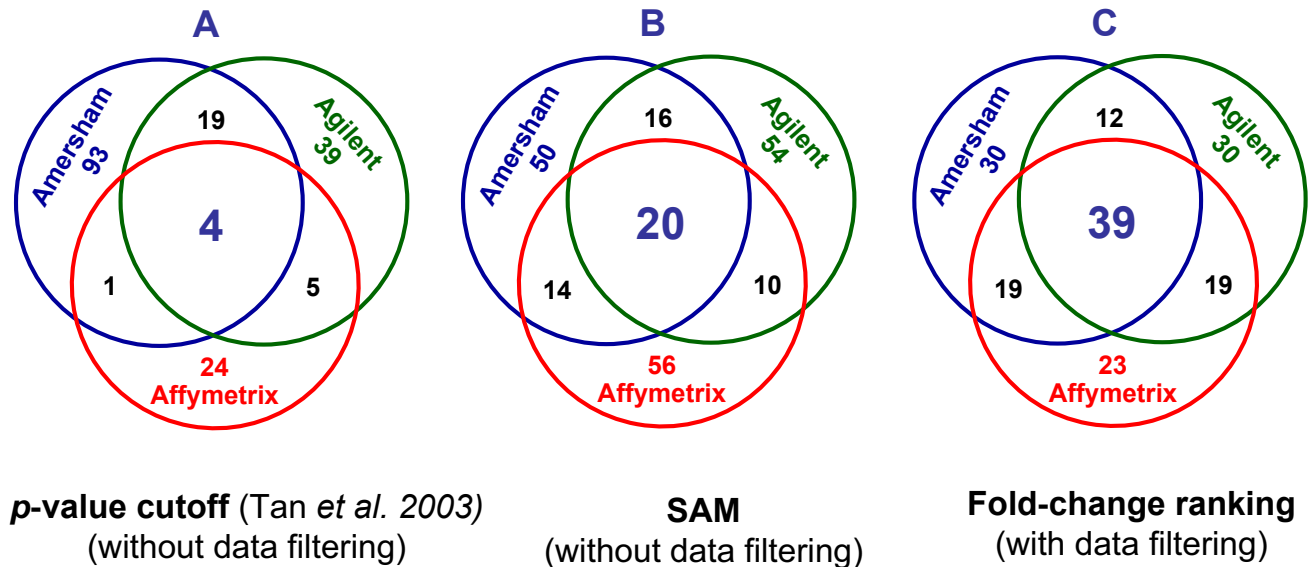 A
Amersham
93
19
Agilent
39
4
1
5
24
Affymetrix
p-value cutoff (Tan et al. 2003)
(without data filtering)
B
Amersham
50
16
Agilent
54
20
14
10
56
Affymetrix
SAM
(without data filtering)
C
Amersham
30
12
Agilent
30
39
19
19
23
Affymetrix
Fold-change ranking
(with data filtering)